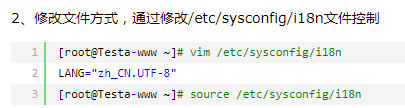 2、修改文件方式，通过修改/etc/sysconfig/i18n文件控制
1 [root@Testa-www ~]# vim /etc/sysconfig/i18n
2 LANG="zh_CN.UTF-8"
3 [root@Testa-www ~]# source /etc/sysconfig/i18n